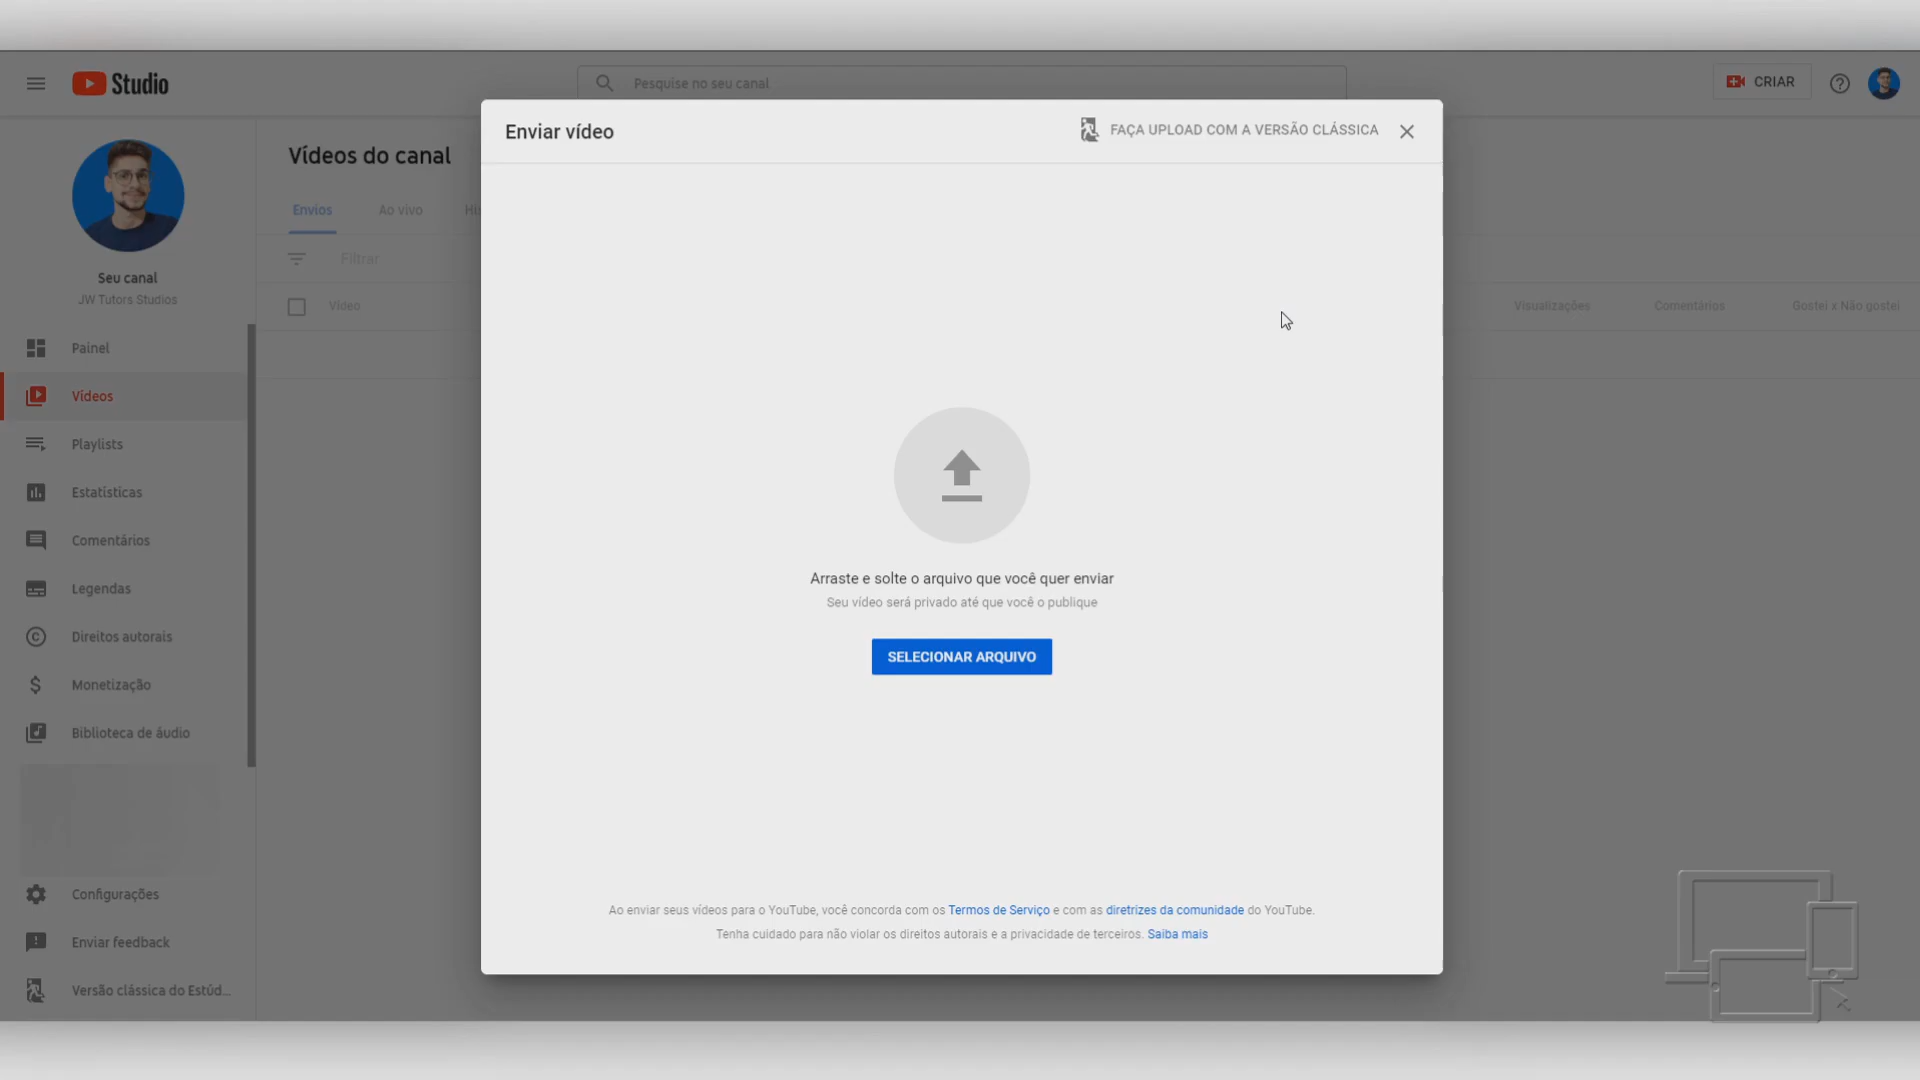 Studio
Pesquise no seu canal
CRIAR
Enviar vídeo
FAÇA UPLOAD COM A VERSÃO CLÁSSICA
Vídeos do canal
Envios
Ao vivo
Filtrar
Vídeo
Visualizações
Comentários
Gostei x Não gostei
Seu canal
JW Tutors Studios
Painel
Vídeos
Playlists
Estatísticas
Comentários
Legendas
Direitos autorais
Monetização
Biblioteca de áudio
Configurações
Enviar feedback
Versão clássica do Estúd...
Arraste e solte o arquivo que você quer enviar
Seu vídeo será privado até que você o publique
SELECIONAR ARQUIVO
Ao enviar seus vídeos para o YouTube, você concorda com os Termos de Serviço e com as diretrizes da comunidade do YouTube.
Tenha cuidado para não violar os direitos autorais e a privacidade de terceiros. Saiba mais